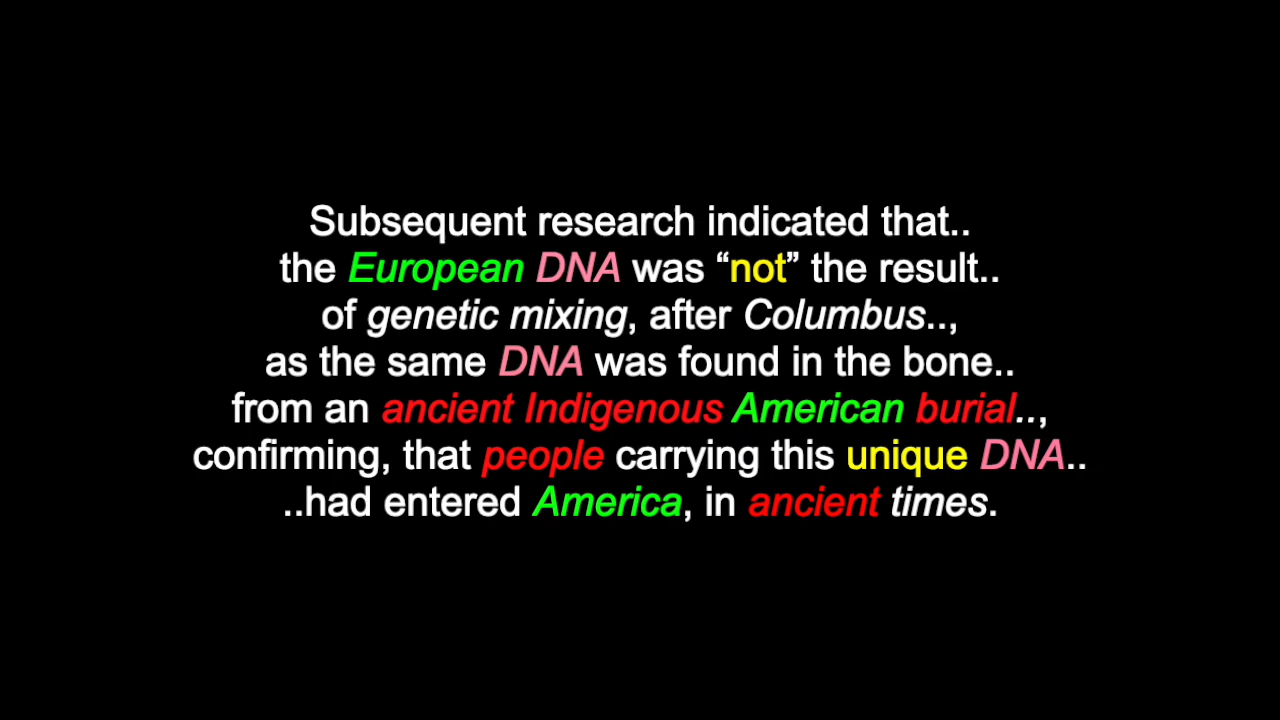 Subsequent research indicated that..
the European DNA was “not” the result..
of genetic mixing, after Columbus..,
as the same DNA was found in the bone..
from an ancient Indigenous American burial..,
confirming, that people carrying this unique DNA..
..had entered America, in ancient times.